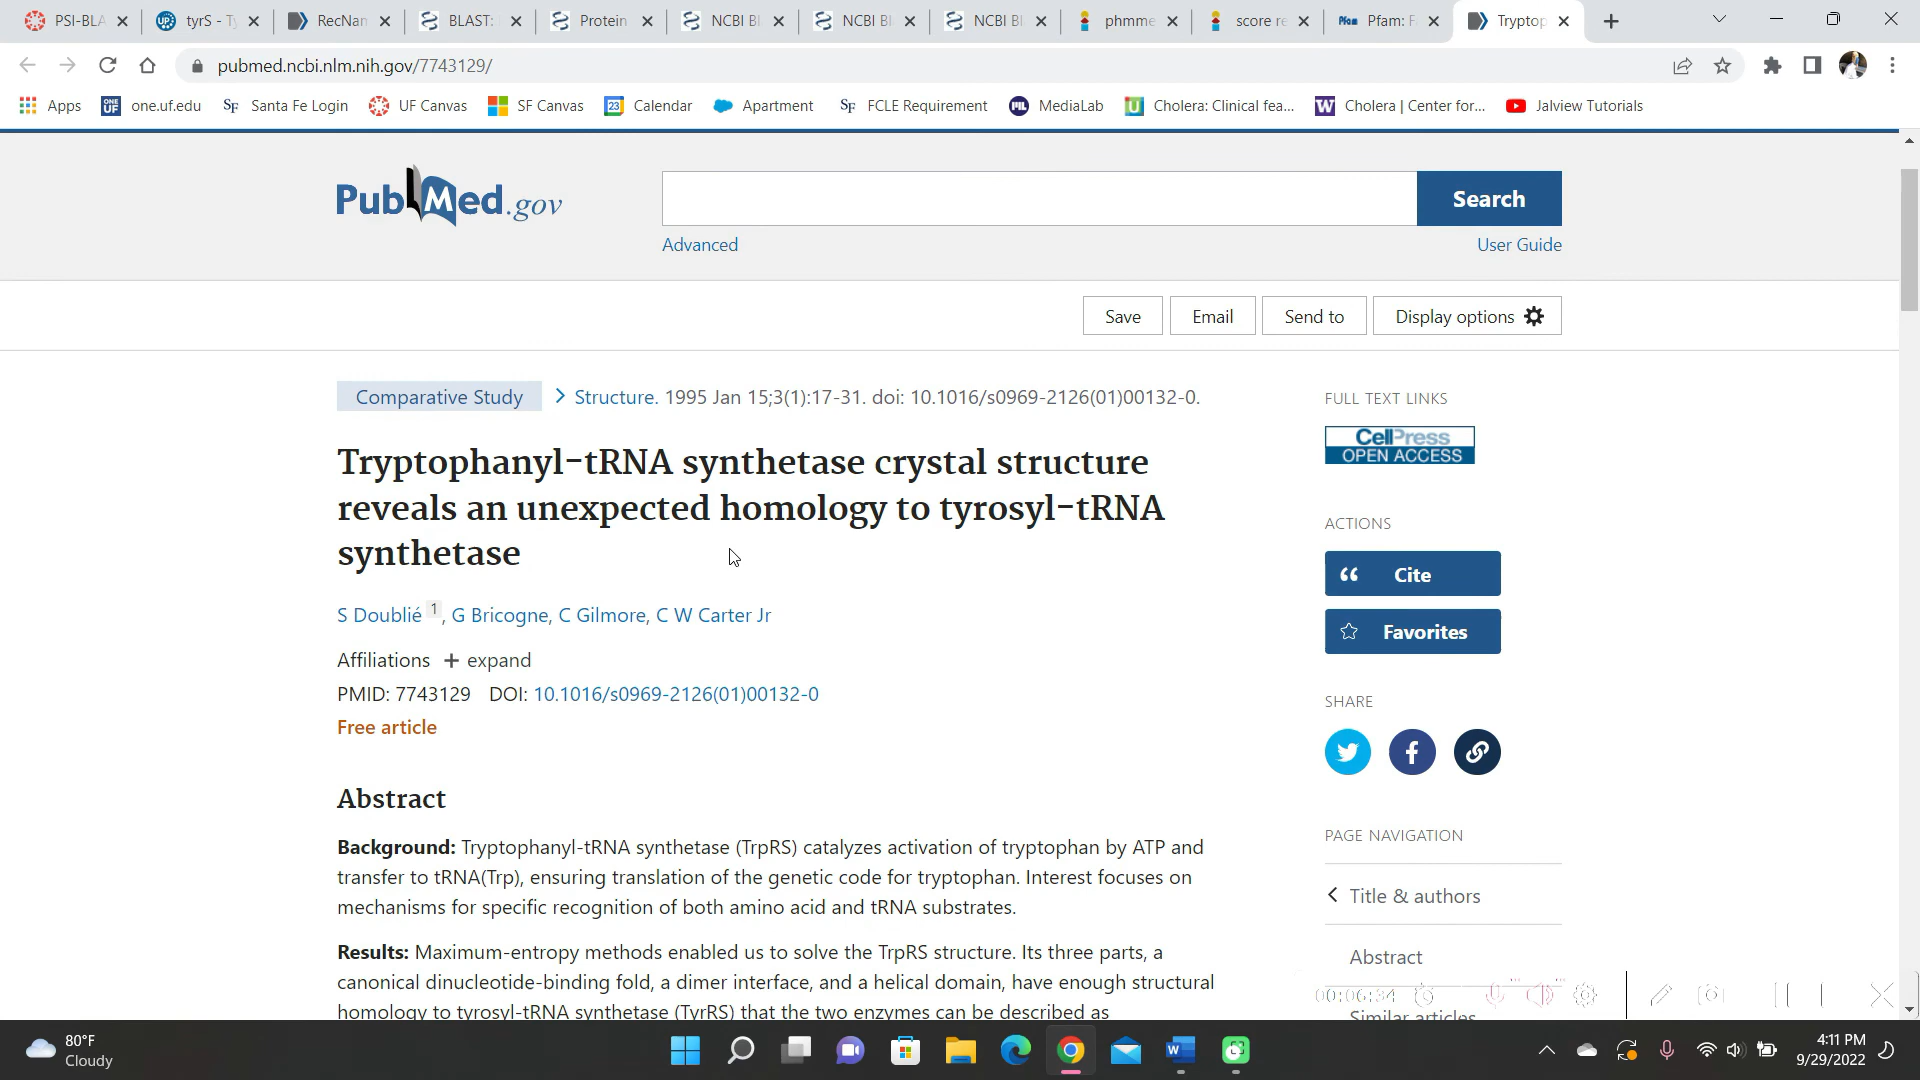 PSI-BLA
tyrS - Ty
RecNam
BLAST:
Protein
NCBI Bl
NCBI Bl
NCBI Bl
phmme
score re
Pfam: F
Tryptop
pubmed.ncbi.nlm.nih.gov/7743129/
Apps
one.uf.edu
Santa Fe Login
UF Canvas
SF Canvas
Calendar
Apartment
FCLE Requirement
MediaLab
Cholera: Clinical fea...
Cholera | Center for...
Jalview Tutorials
PubMed.gov
Search
Advanced
User Guide
Save
Email
Send to
Display options
Comparative Study
Structure. 1995 Jan 15;3(1):17-31. doi: 10.1016/s0969-2126(01)00132-0.
Tryptophanyl-tRNA synthetase crystal structure
reveals an unexpected homology to tyrosyl-tRNA
synthetase
S Doublié 1, G Bricogne, C Gilmore, C W Carter Jr
Affiliations + expand
PMID: 7743129 DOI: 10.1016/s0969-2126(01)00132-0
Free article
Abstract
Background: Tryptophanyl-tRNA synthetase (TrpRS) catalyzes activation of tryptophan by ATP and
transfer to tRNA(Trp), ensuring translation of the genetic code for tryptophan. Interest focuses on
mechanisms for specific recognition of both amino acid and tRNA substrates.
Results: Maximum-entropy methods enabled us to solve the TrpRS structure. Its three parts, a
canonical dinucleotide-binding fold, a dimer interface, and a helical domain, have enough structural
homology to tyrosyl-tRNA synthetase (TyrRS) that the two enzymes can be described as
FULL TEXT LINKS
CellPress
OPEN ACCESS
ACTIONS
Cite
Favorites
SHARE
PAGE NAVIGATION
Title & authors
Abstract
00:06:34
Similar articles
80°F
Cloudy
4:11 PM
9/29/2022